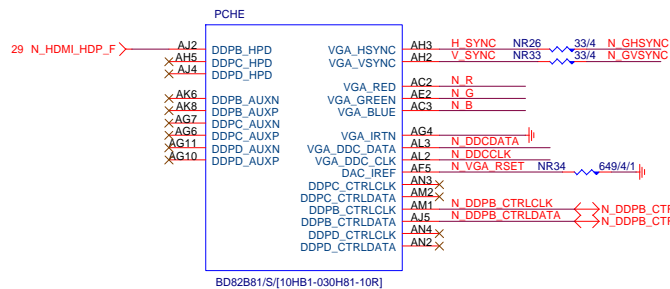 PCHE
29 N_HDMI_HDP_F AJ2 DDPB_HPD VGA_HSYNC AH3 H_SYNC NR26 33/4 N_GHSYNC
AH5 DDPC_HPD VGA_VSYNC AH2 V_SYNC NR33 33/4 N_GVSYNC
AJ4 DDPD_HPD
VGA_RED AC2 N_R
AK6 DDPB_AUXN VGA_GREEN AE2 N_G
AK8 DDPB_AUXP VGA_BLUE AC3 N_B
AG7 DDPC_AUXN
AG6 DDPC_AUXP VGA_IRTN AG4
AG11 DDPD_AUXN VGA_DDC_DATA AL3 N_DDCDATA
AG10 DDPD_AUXP VGA_DDC_CLK AL2 N_DDCCLK
DAC_IREF AF5 N_VGA_RSET NR34 649/4/1
DDPC_CTRLCLK AN3
DDPC_CTRLDATA AM2
DDPB_CTRLCLK AM1 N_DDPB_CTRLCLK N_DDPB_CTR
DDPB_CTRLDATA AJ5 N_DDPB_CTRLDATA N_DDPB_CTR
DDPD_CTRLCLK AN4
DDPD_CTRLDATA AN2
BD82B81/S/[10HB1-030H81-10R]